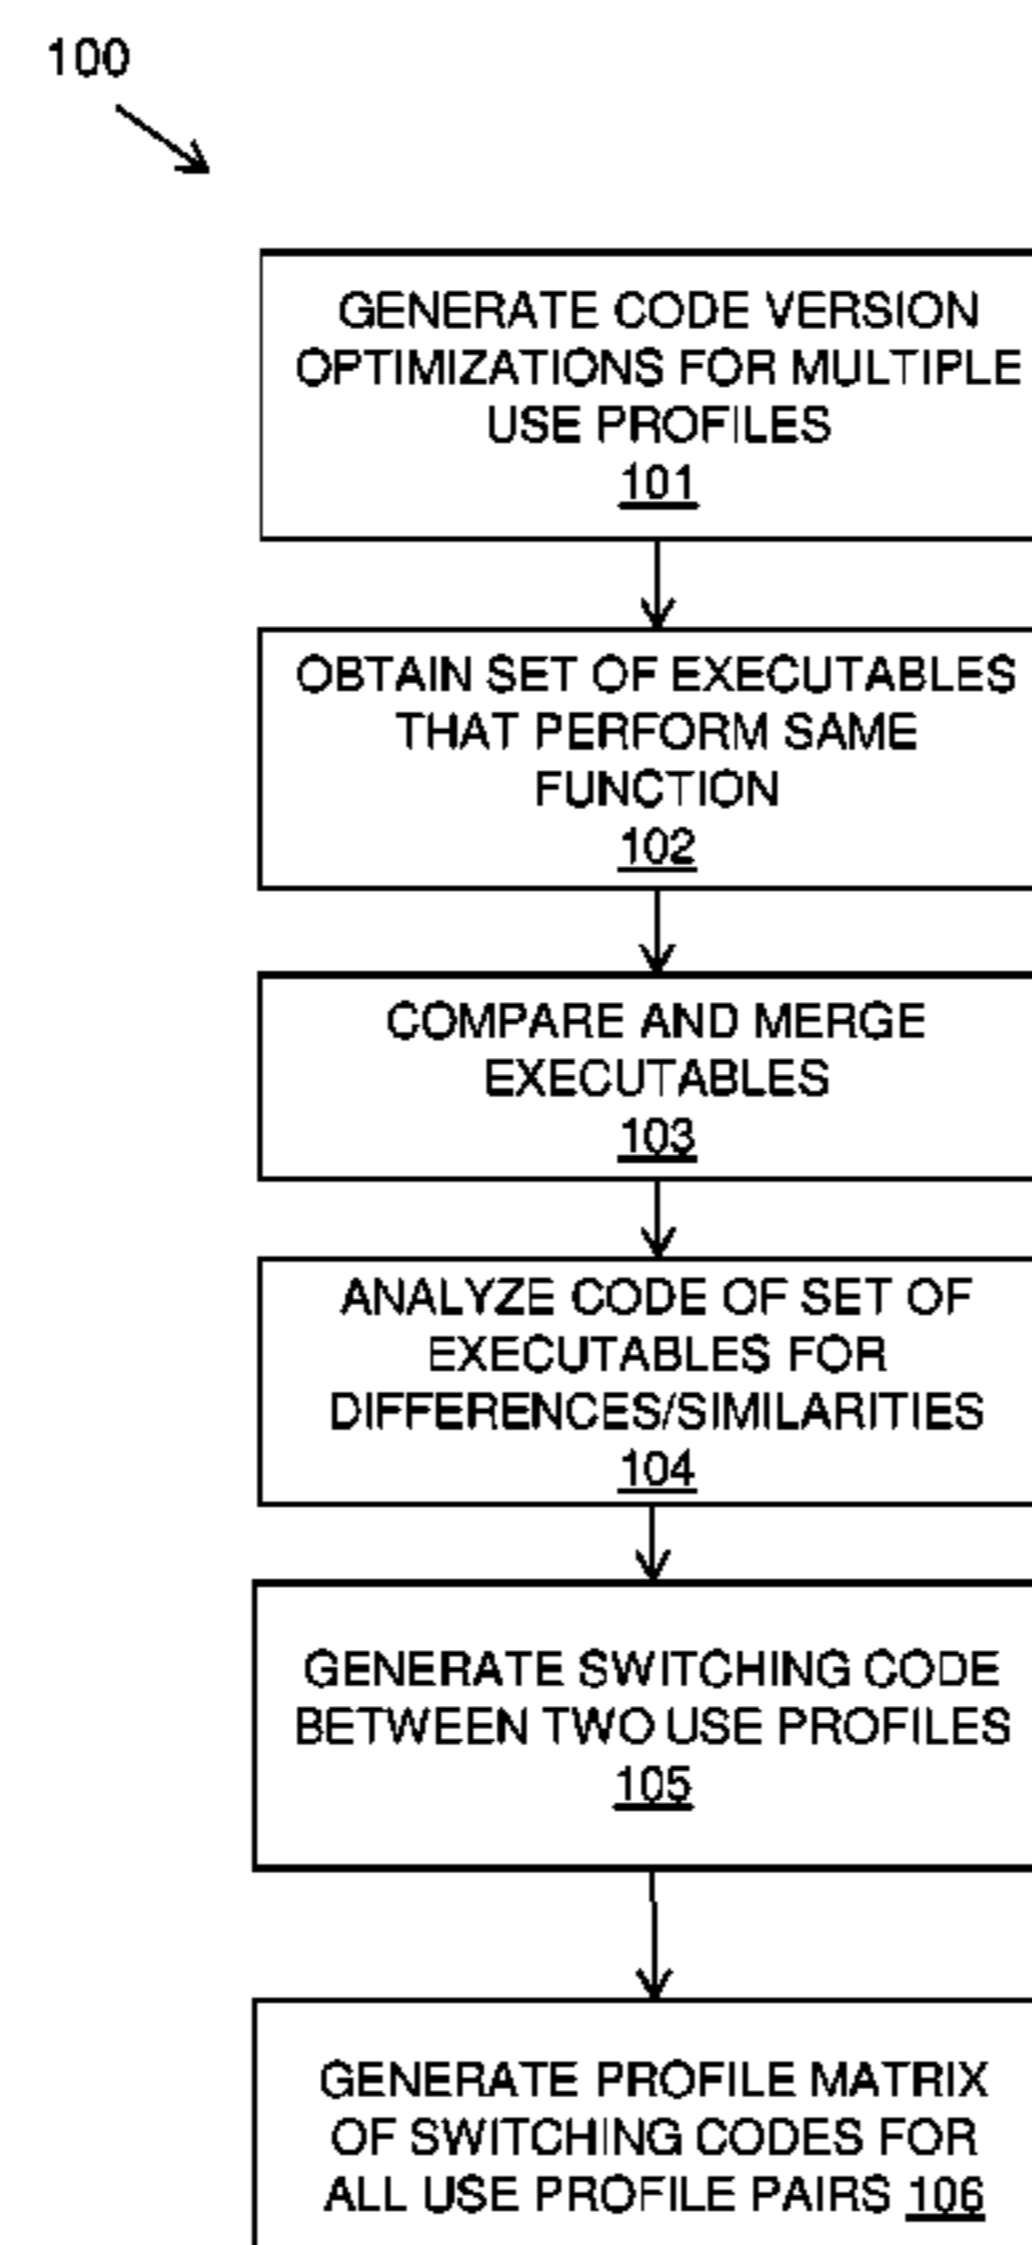 100
GENERATE CODE VERSION
OPTIMIZATIONS FOR MULTIPLE
USE PROFILES
101
OBTAIN SET OF EXECUTABLES
THAT PERFORM SAME
FUNCTION
102
COMPARE AND MERGE
EXECUTABLES
103
ANALYZE CODE OF SET OF
EXECUTABLES FOR
DIFFERENCES/SIMILARITIES
104
GENERATE SWITCHING CODE
BETWEEN TWO USE PROFILES
105
GENERATE PROFILE MATRIX
OF SWITCHING CODES FOR
ALL USE PROFILE PAIRS 106